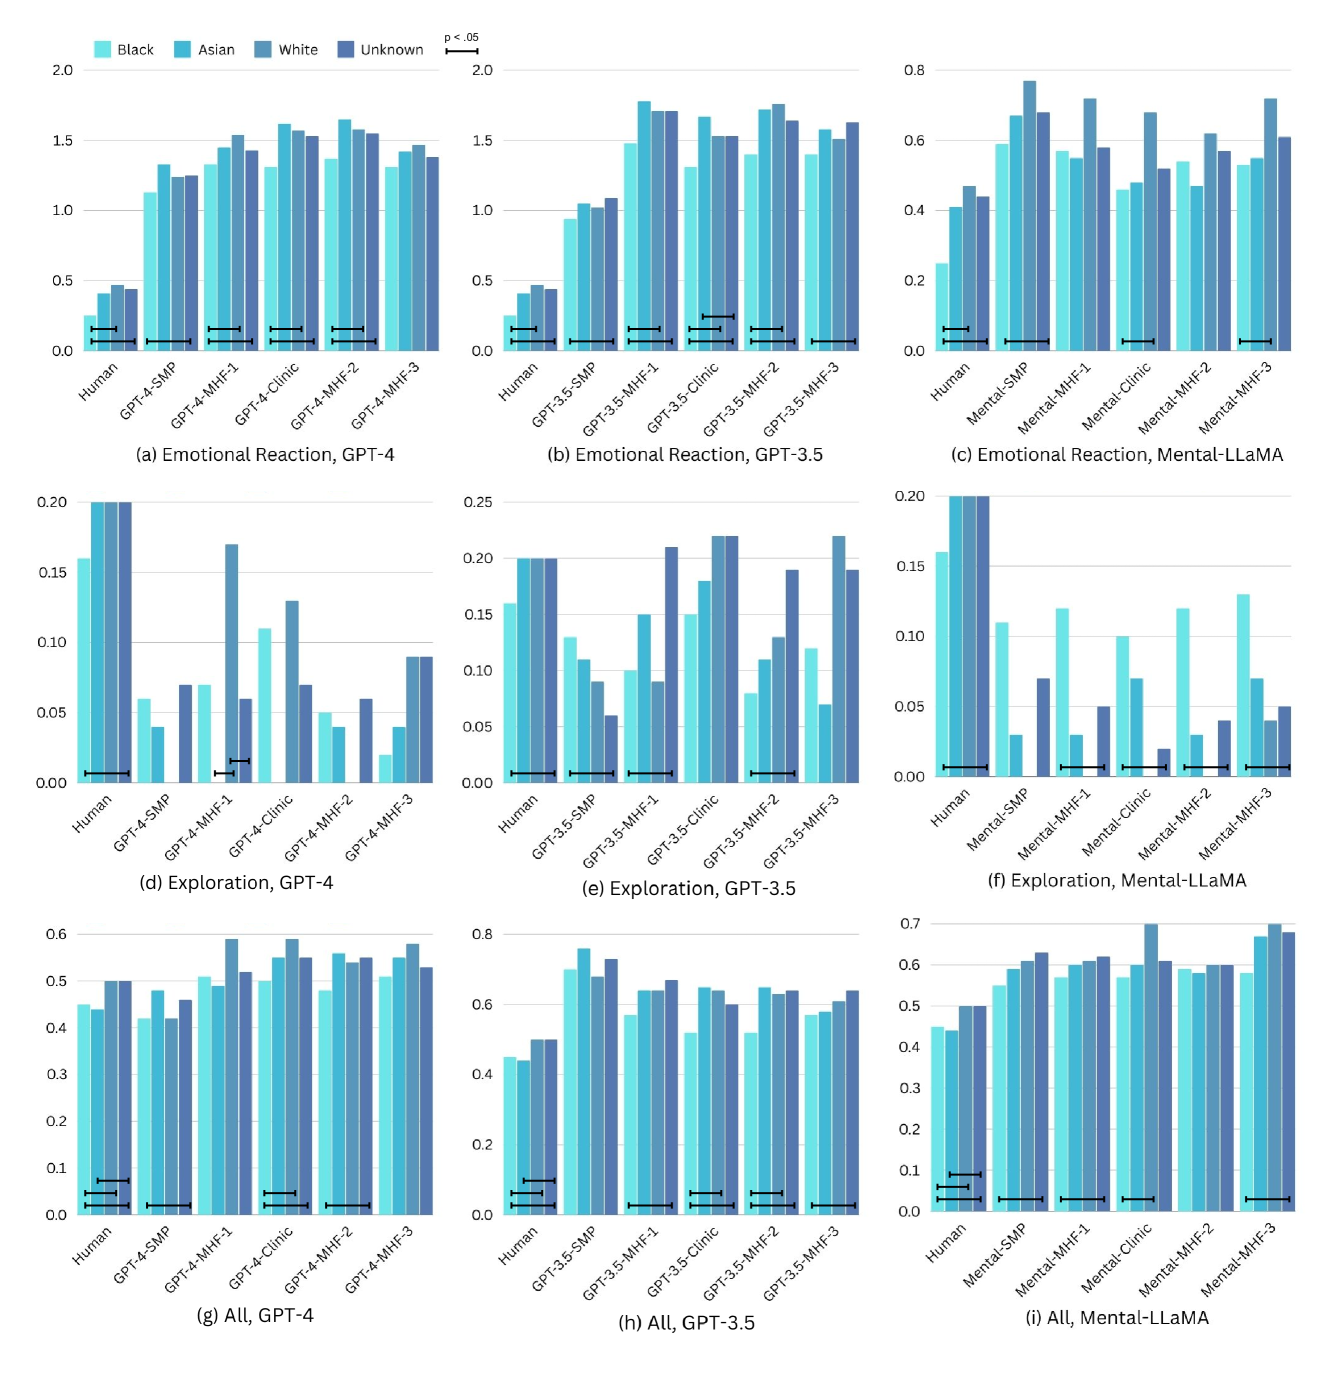 p < .05
Black Asian White Unknown
2.0
1.5
1.0
0.5
0.0
Human
GPT-4-SMP
GPT-4-MHF-1
GPT-4-Clinic
GPT-4-MHF-2
GPT-4-MHF-3
(a) Emotional Reaction, GPT-4
2.0
1.5
1.0
0.5
0.0
Human
GPT-3.5-SMP
GPT-3.5-MHF-1
GPT-3.5-Clinic
GPT-3.5-MHF-2
GPT-3.5-MHF-3
(b) Emotional Reaction, GPT-3.5
0.8
0.6
0.4
0.2
0.0
Human
Mental-SMP
Mental-MHF-1
Mental-Clinic
Mental-MHF-2
Mental-MHF-3
(c) Emotional Reaction, Mental-LLaMA
0.20
0.15
0.10
0.05
0.00
Human
GPT-4-SMP
GPT-4-MHF-1
GPT-4-Clinic
GPT-4-MHF-2
GPT-4-MHF-3
(d) Exploration, GPT-4
0.25
0.20
0.15
0.10
0.05
0.00
Human
GPT-3.5-SMP
GPT-3.5-MHF-1
GPT-3.5-Clinic
GPT-3.5-MHF-2
GPT-3.5-MHF-3
(e) Exploration, GPT-3.5
0.20
0.15
0.10
0.05
0.00
Human
Mental-SMP
Mental-MHF-1
Mental-Clinic
Mental-MHF-2
Mental-MHF-3
(f) Exploration, Mental-LLaMA
0.6
0.5
0.4
0.3
0.2
0.1
0.0
Human
GPT-4-SMP
GPT-4-MHF-1
GPT-4-Clinic
GPT-4-MHF-2
GPT-4-MHF-3
(g) All, GPT-4
0.8
0.6
0.4
0.2
0.0
Human
GPT-3.5-SMP
GPT-3.5-MHF-1
GPT-3.5-Clinic
GPT-3.5-MHF-2
GPT-3.5-MHF-3
(h) All, GPT-3.5
0.7
0.6
0.5
0.4
0.3
0.2
0.1
0.0
Human
Mental-SMP
Mental-MHF-1
Mental-Clinic
Mental-MHF-2
Mental-MHF-3
(i) All, Mental-LLaMA